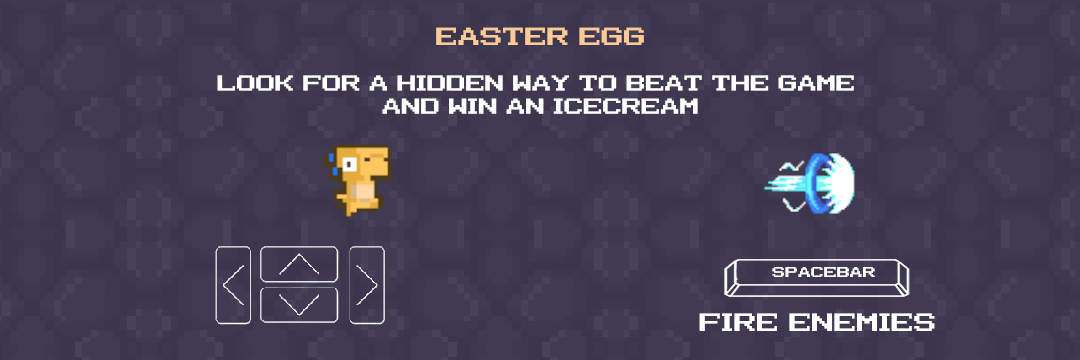 EASTER EGG
LOOK FOR A HIDDEN WAY TO BEAT THE GAME
AND WIN AN ICECREAM
SPACEBAR
FIRE ENEMIES